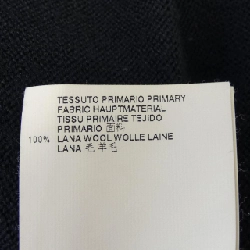 TESSUTO PRIMARIO PRIMARY
FABRIC HAUPTMATERIAL
TISSU PRIMAIRE TEJIDO
PRIMARIO 面料
100% LANA WOOL WOLLE LAINE
LANA 毛羊毛